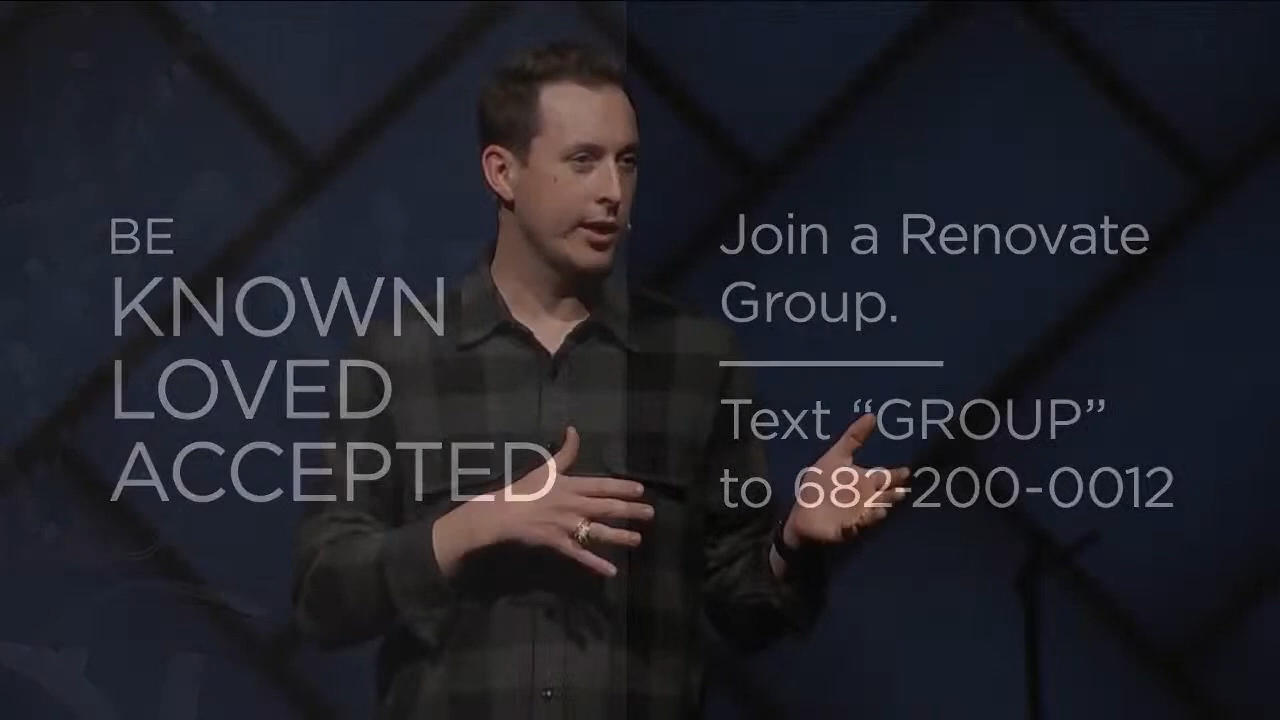 BE
KNOWN
LOVED
ACCEPTED
Join a Renovate
Group.
Text “GROUP”
to 682-200-0012